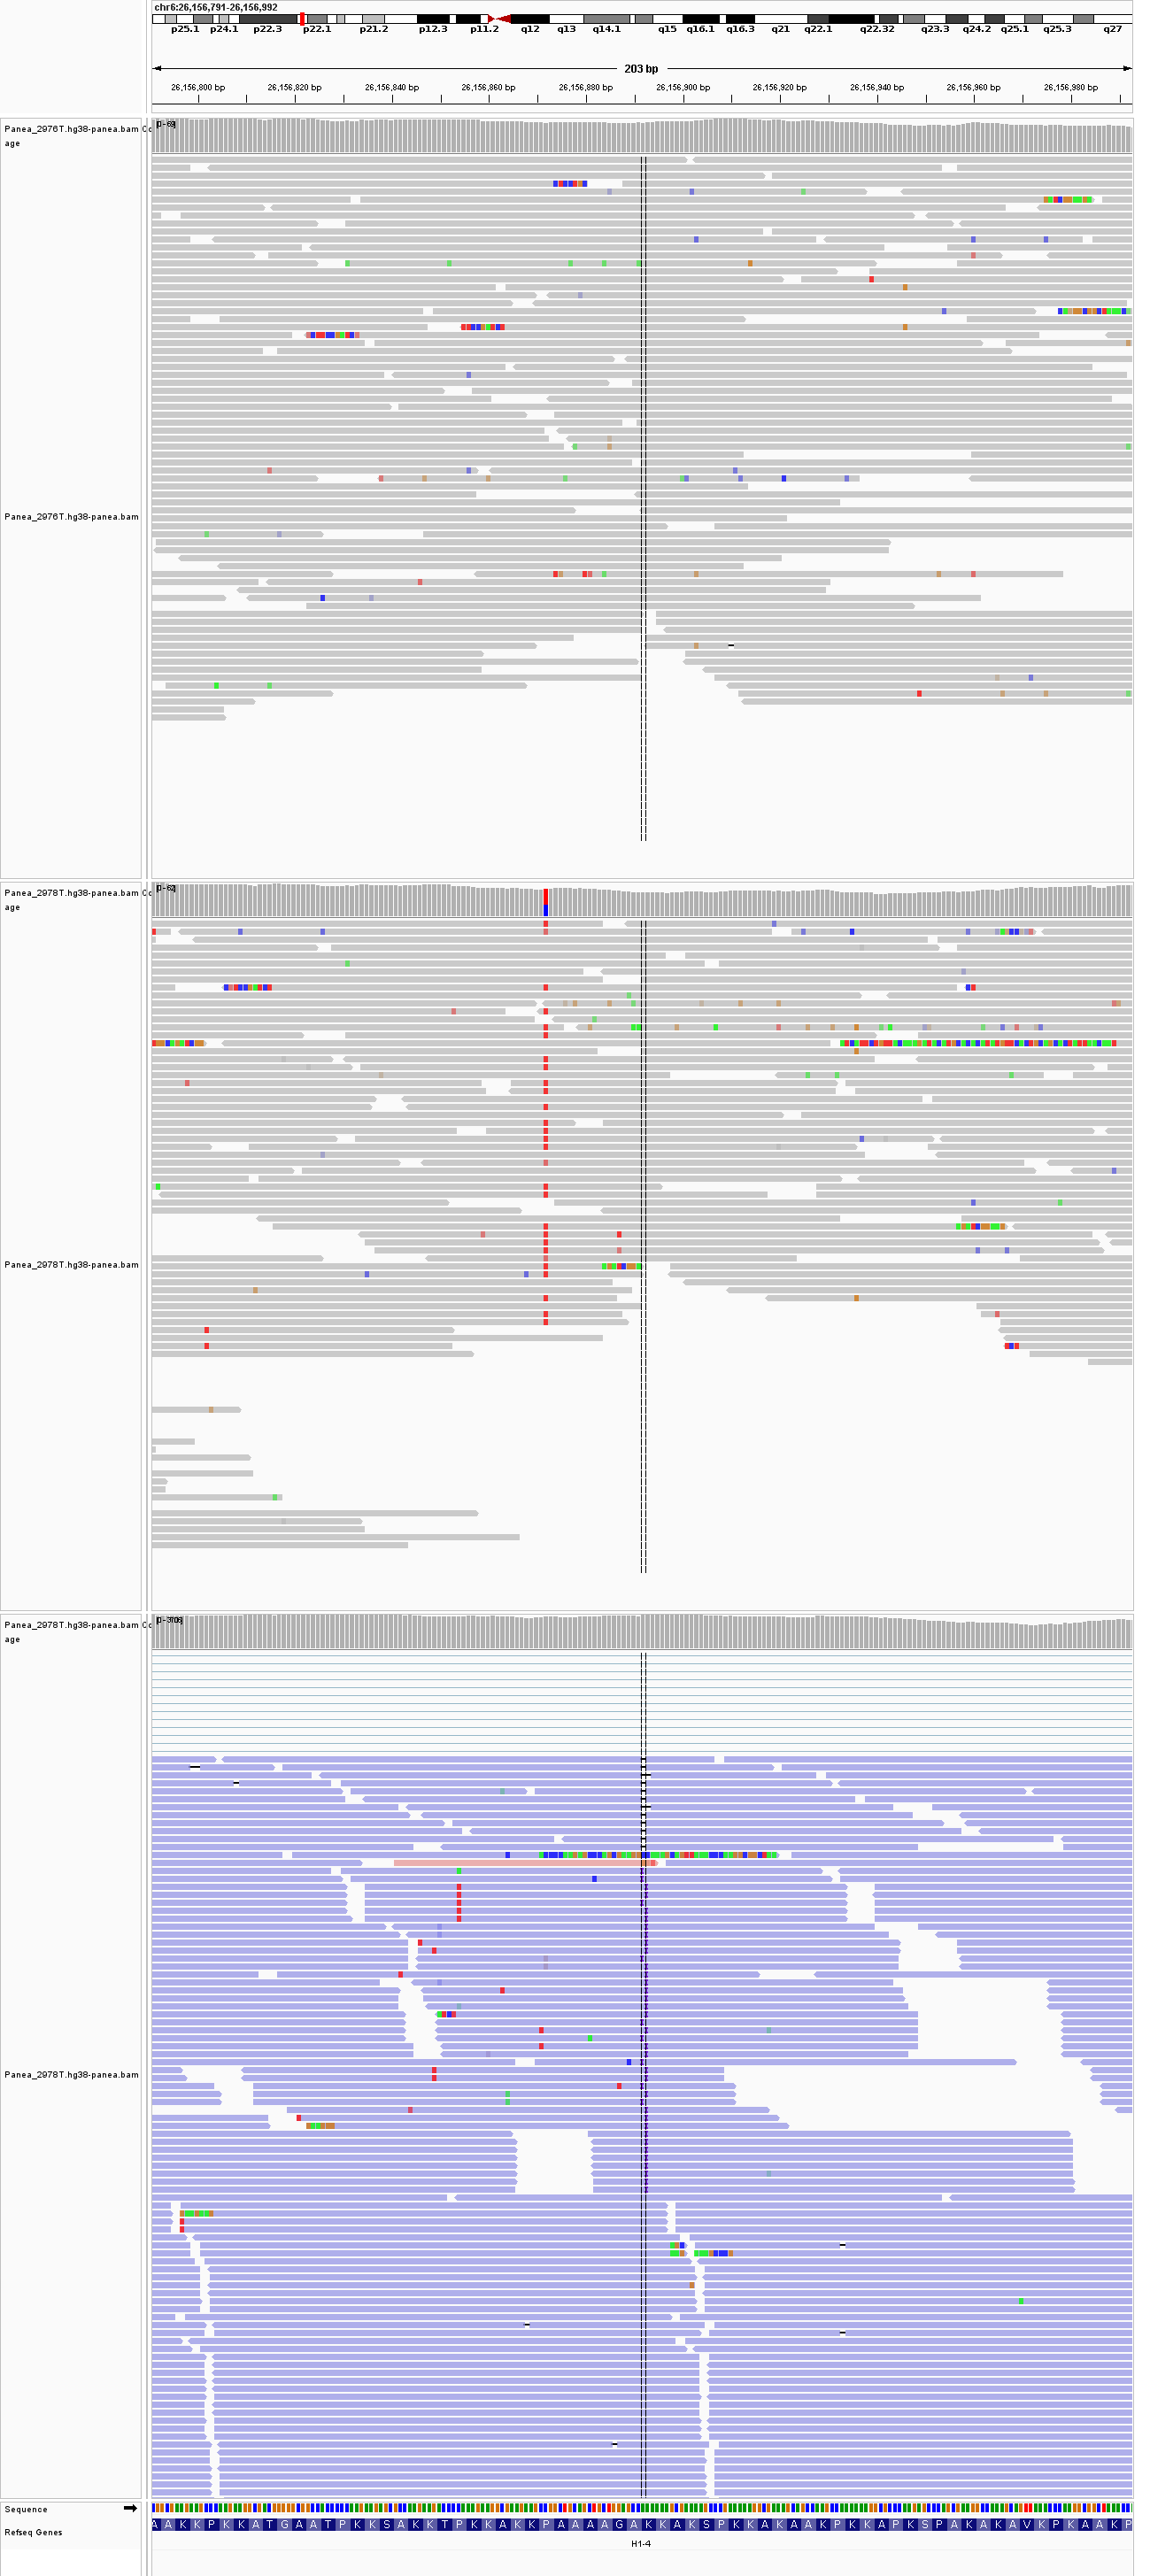 chr6:26,156,791-26,156,992
p25.1 p24.1 p22.3 p22.1 p21.2 p12.3 p11.2 q12 q13 q14.1 q15 q16.1 q16.3 q21 q22.1 q22.32 q23.3 q24.2 q25.1 q25.3 q27
203 bp
26,156,800 bp 26,156,820 bp 26,156,840 bp 26,156,860 bp 26,156,880 bp 26,156,900 bp 26,156,920 bp 26,156,940 bp 26,156,960 bp 26,156,980 bp
Panea_2976T.hg38-panea.bam Co
age
Panea_2976T.hg38-panea.bam
Panea_2978T.hg38-panea.bam Co
age
Panea_2978T.hg38-panea.bam
Panea_2978T.hg38-panea.bam Co
age
Panea_2978T.hg38-panea.bam
Sequence
Refseq Genes
A A K K P K K A T G A A T P K K S A K K T P K K A K K P A A A A G A K K A K S P K K A K A A K P K K A P K S P A K A K A V K P K A A K P
H1-4